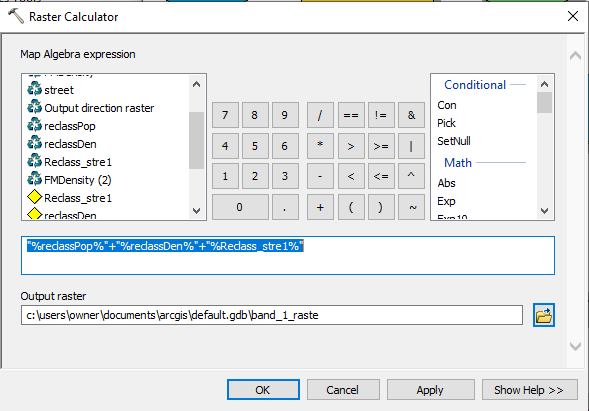 Raster Calculator
Map Algebra expression
street
Output direction raster
reclassPop
reclassDen
Reclass_stre1
FMDensity (2)
Reclass_stre1
reclassDen
7 8 9 / == != &
4 5 6 * > >= |
1 2 3 - < <= ^
0 . + ( ) ~
Conditional
Con
Pick
SetNull
Math
Abs
Exp
Exp10
"%reclassPop%"+"%reclassDen%"+"%Reclass_stre1%"
Output raster
c:\users\owner\documents\arcgis\default.gdb\band_1_raste
OK Cancel Apply Show Help >>